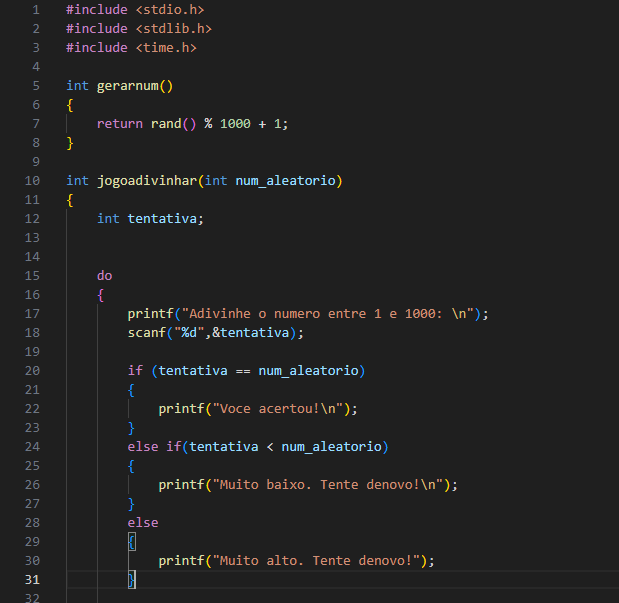 1 #include <stdio.h>
2 #include <stdlib.h>
3 #include <time.h>
4
5 int gerarnum()
6 {
7     return rand() % 1000 + 1;
8 }
9
10 int jogoadivinhar(int num_aleatorio)
11 {
12     int tentativa;
13
14
15     do
16     {
17         printf("Adivinhe o numero entre 1 e 1000: \n");
18         scanf("%d",&tentativa);
19
20         if (tentativa == num_aleatorio)
21         {
22             printf("Voce acertou!\n");
23         }
24         else if(tentativa < num_aleatorio)
25         {
26             printf("Muito baixo. Tente denovo!\n");
27         }
28         else
29         {
30             printf("Muito alto. Tente denovo!");
31         }
32